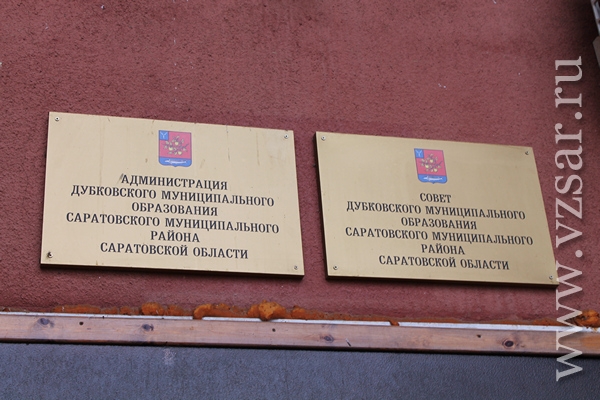 АДМИНИСТРАЦИЯ
ДУБКОВСКОГО МУНИЦИПАЛЬНОГО
ОБРАЗОВАНИЯ
САРАТОВСКОГО МУНИЦИПАЛЬНОГО
РАЙОНА
САРАТОВСКОЙ ОБЛАСТИ
СОВЕТ
ДУБКОВСКОГО МУНИЦИПАЛЬНОГО
ОБРАЗОВАНИЯ
САРАТОВСКОГО МУНИЦИПАЛЬНОГО
РАЙОНА
САРАТОВСКОЙ ОБЛАСТИ
www.vzsar.ru